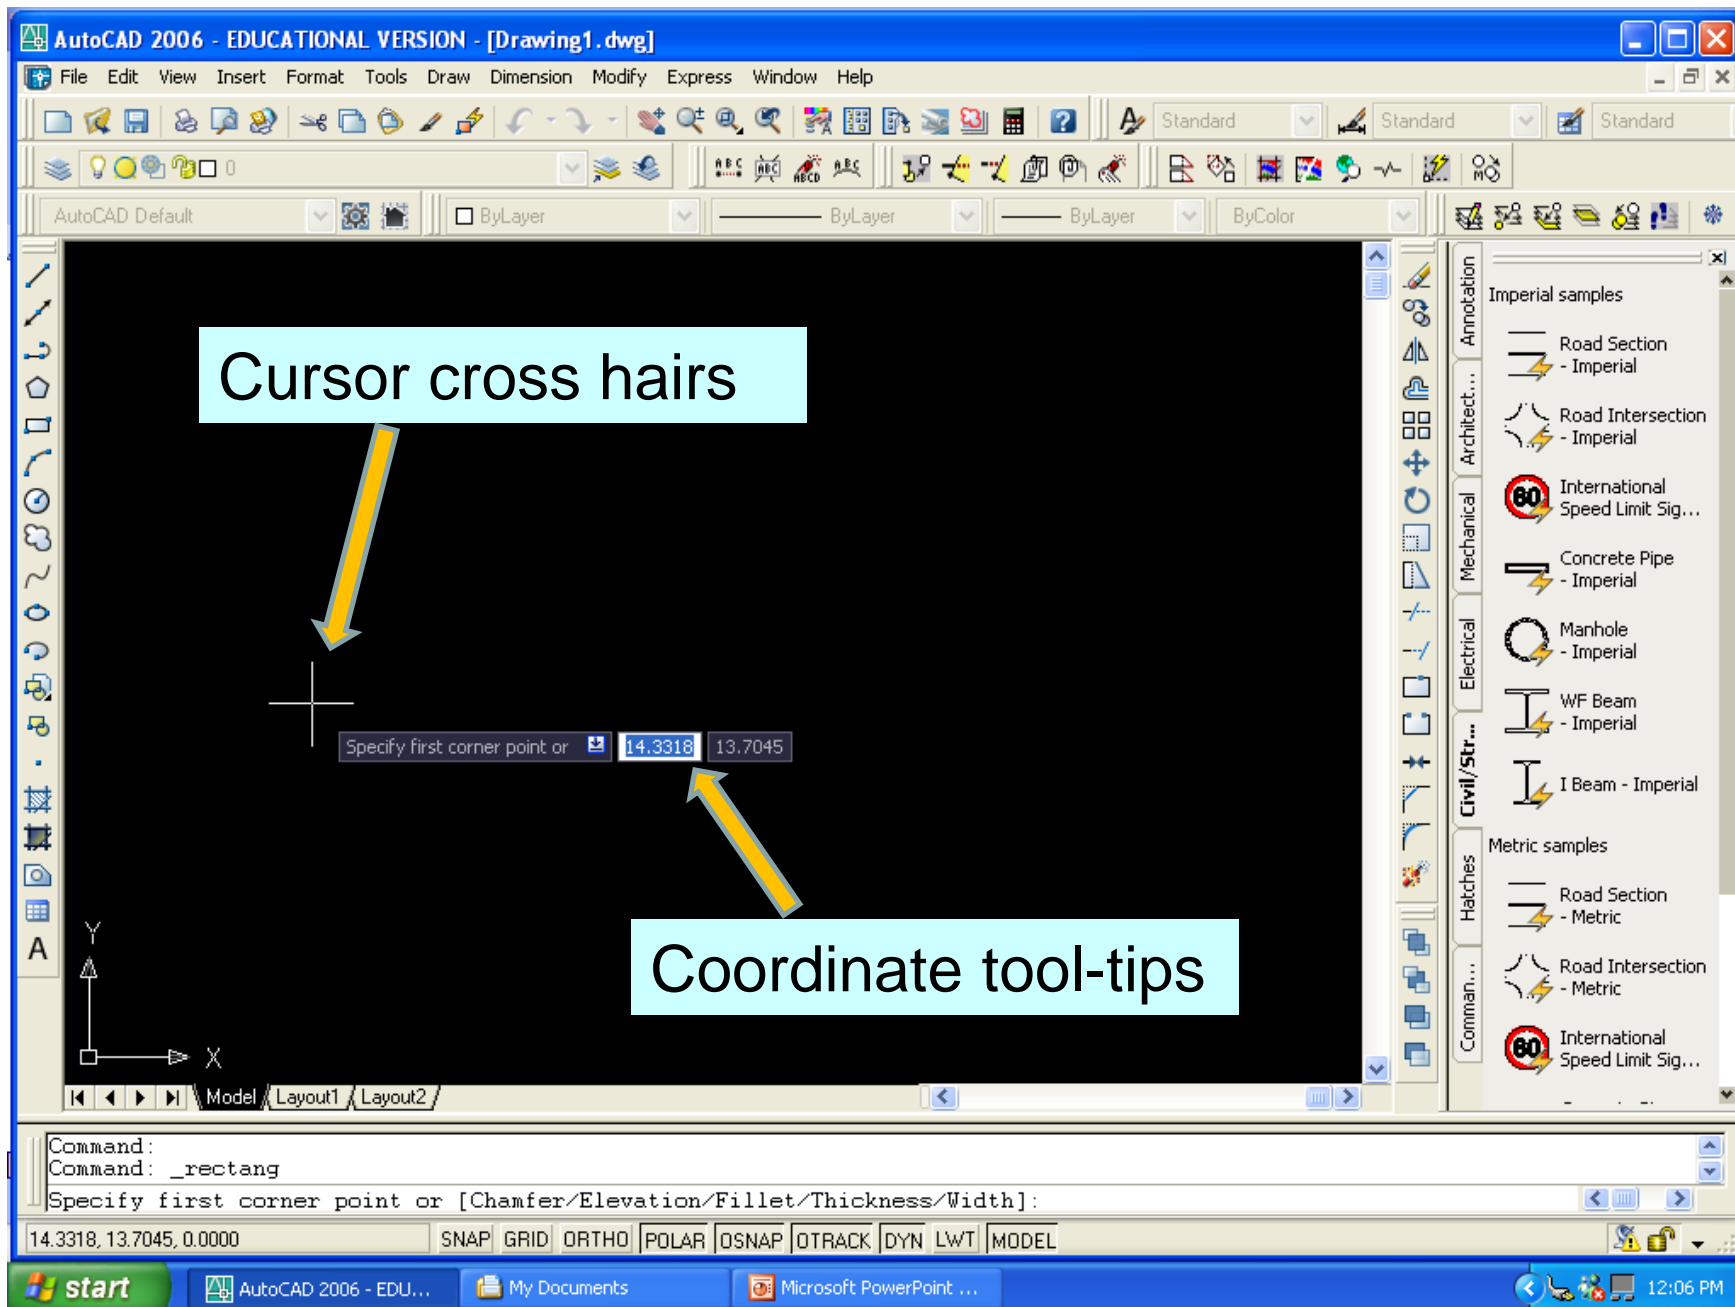 AutoCAD 2006 - EDUCATIONAL VERSION - [Drawing1.dwg]
File Edit View Insert Format Tools Draw Dimension Modify Express Window Help
Standard Standard Standard
0
AutoCAD Default ByLayer ByLayer ByLayer ByColor
Cursor cross hairs
Specify first corner point or 14.3318 13.7045
Coordinate tool-tips
Y
X
Model Layout1 Layout2
Annotation
Architect...
Mechanical
Electrical
Civil/Str...
Hatches
Comman...
Imperial samples
Road Section
- Imperial
Road Intersection
- Imperial
60
International
Speed Limit Sig...
Concrete Pipe
- Imperial
Manhole
- Imperial
WF Beam
- Imperial
I Beam - Imperial
Metric samples
Road Section
- Metric
Road Intersection
- Metric
60
International
Speed Limit Sig...
Command:
Command: _rectang
Specify first corner point or [Chamfer/Elevation/Fillet/Thickness/Width]:
14.3318, 13.7045, 0.0000 SNAP GRID ORTHO POLAR OSNAP OTRACK DYN LWT MODEL
start AutoCAD 2006 - EDU... My Documents Microsoft PowerPoint ... 12:06 PM